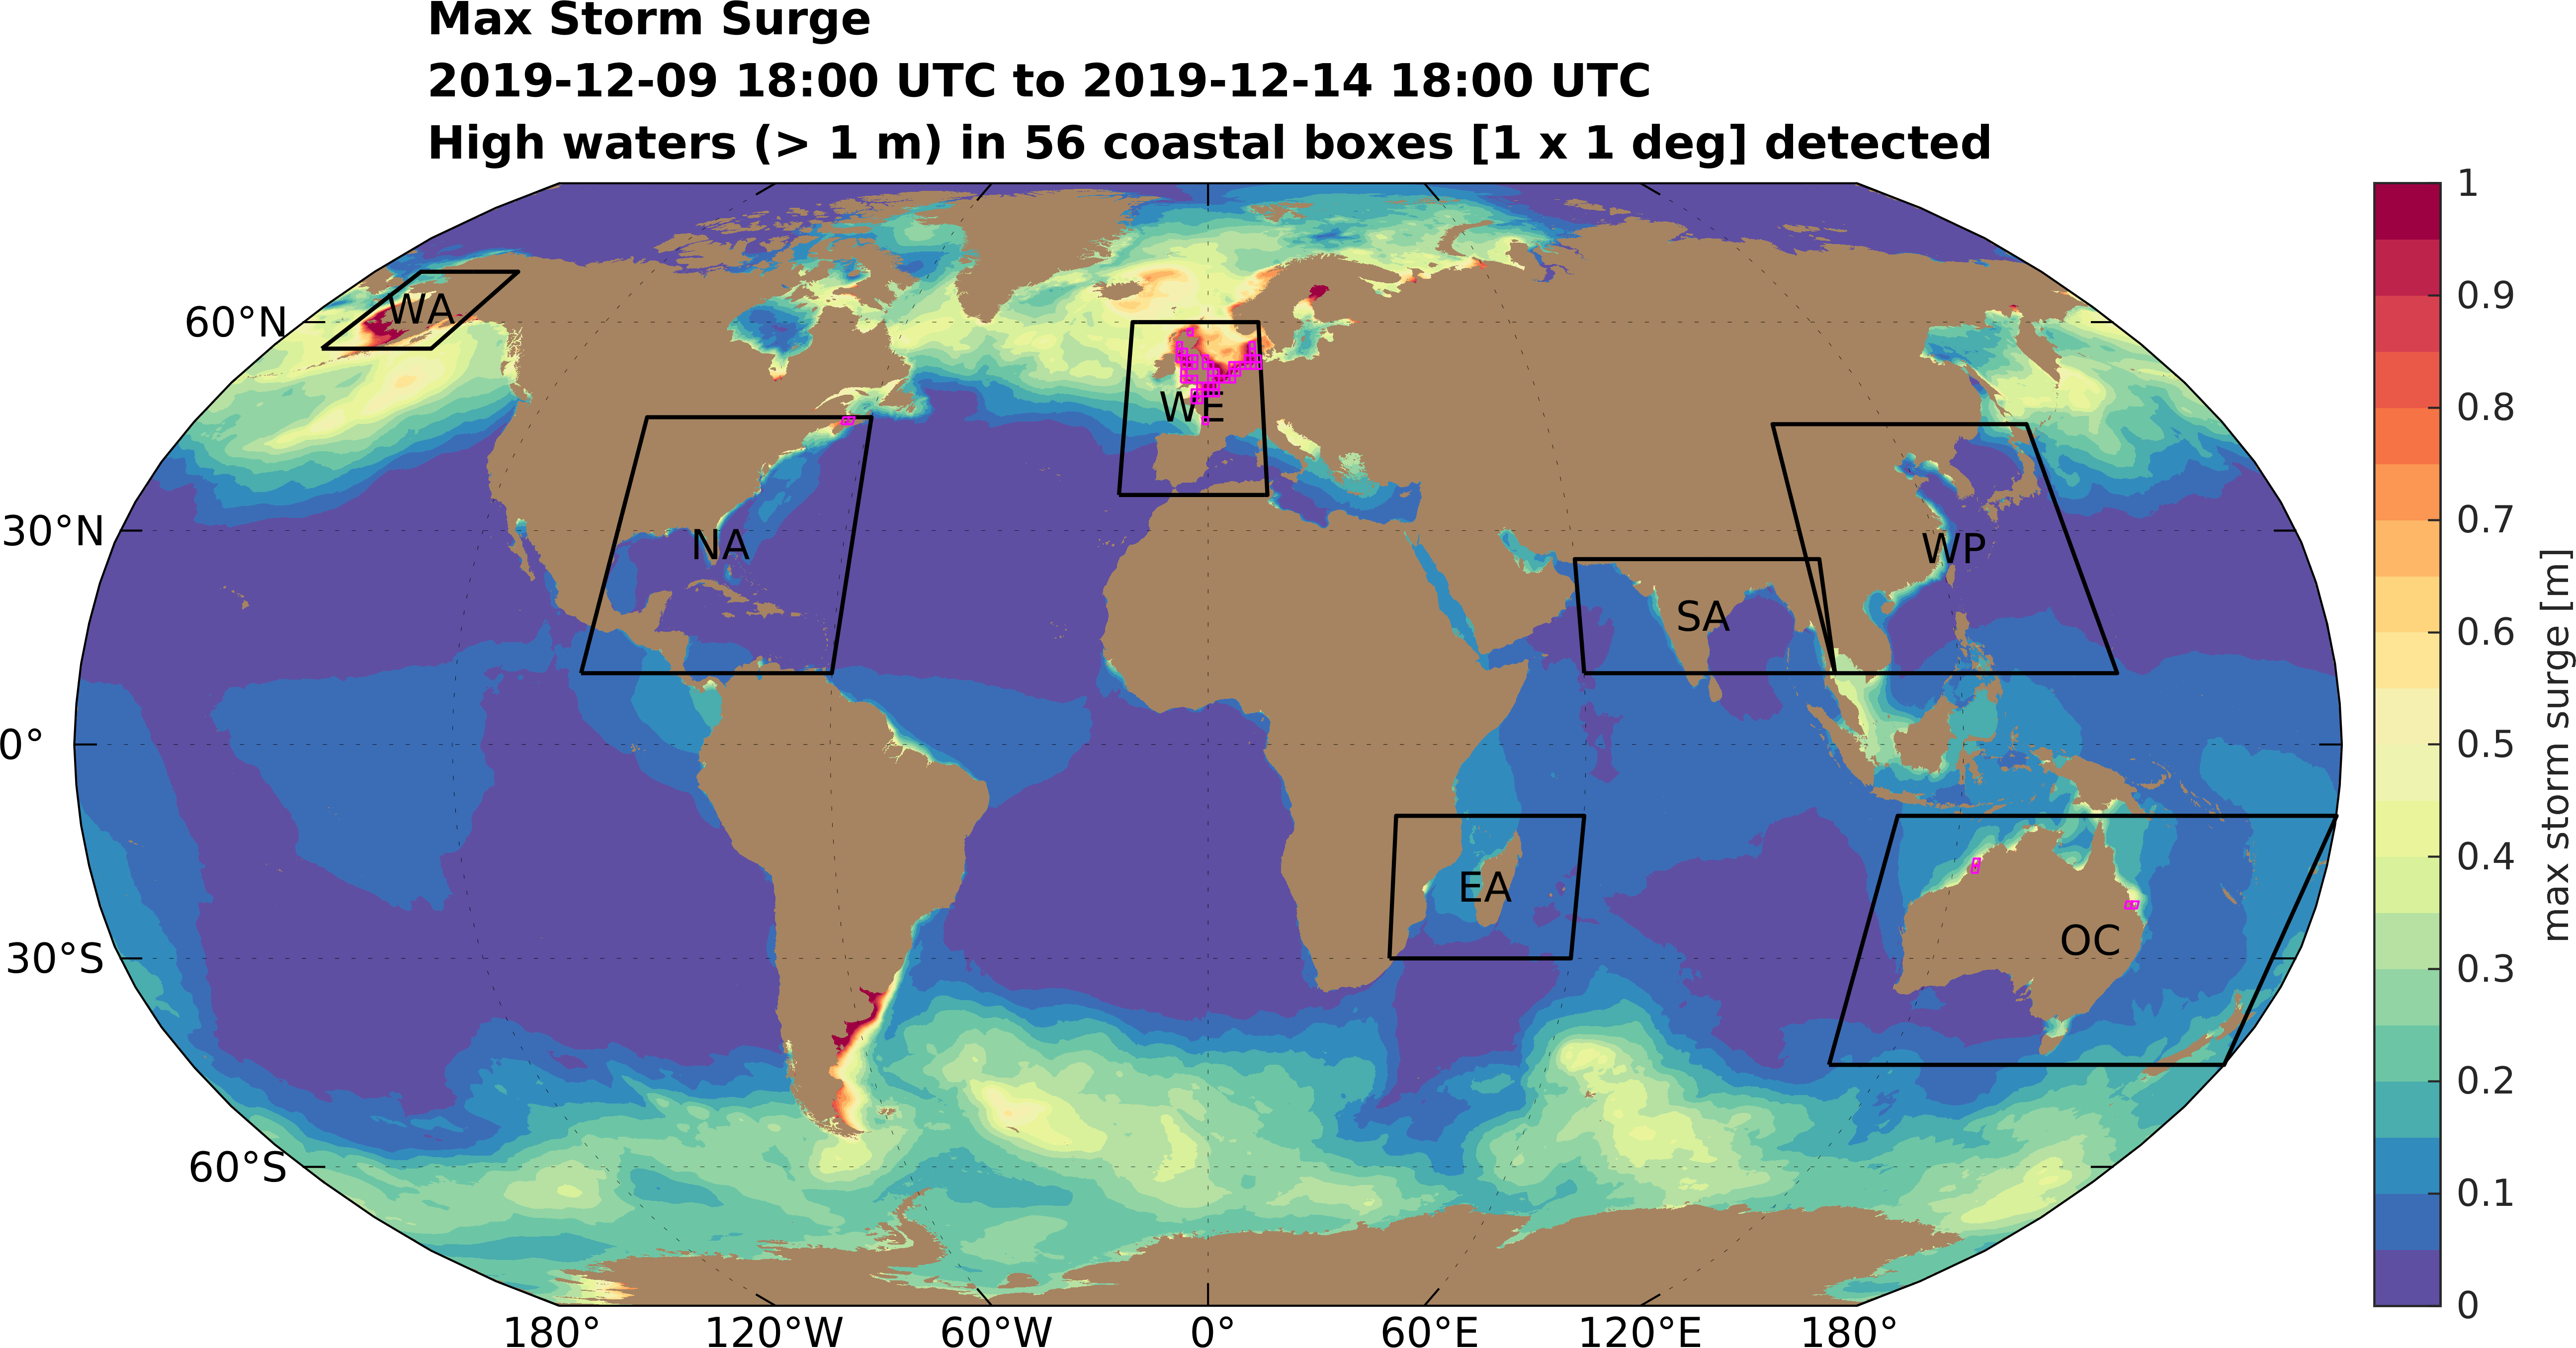 Max Storm Surge
2019-12-09 18:00 UTC to 2019-12-14 18:00 UTC
High waters (> 1 m) in 56 coastal boxes [1 x 1 deg] detected
60°N
30°N
0°
30°S
60°S
WA
NA
WE
SA
WP
EA
OC
180°
120°W
60°W
0°
60°E
120°E
180°
1
0.9
0.8
0.7
0.6
0.5
0.4
0.3
0.2
0.1
0
max storm surge [m]